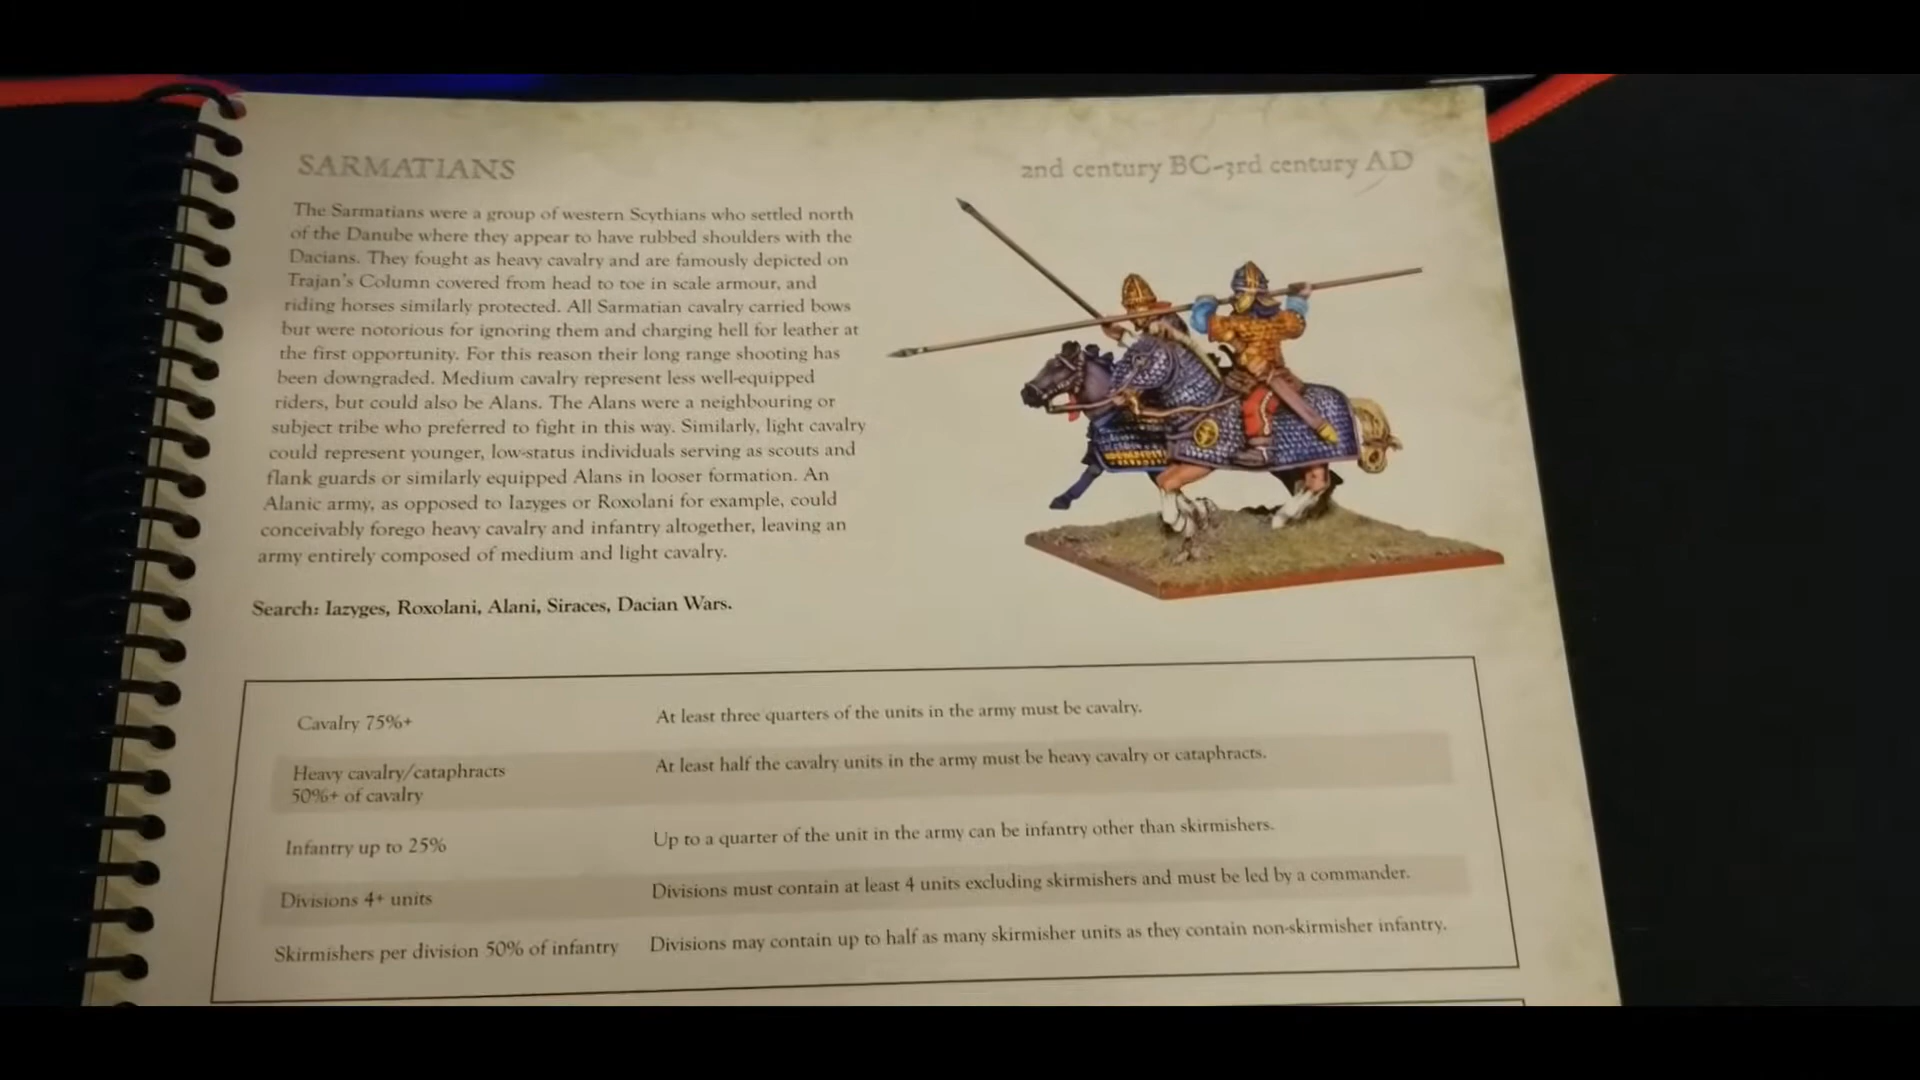 SARMATIANS
2nd century BC-3rd century AD
The Sarmatians were a group of western Scythians who settled north
of the Danube where they appear to have rubbed shoulders with the
Dacians. They fought as heavy cavalry and are famously depicted on
Trajan's Column covered from head to toe in scale armour, and
riding horses similarly protected. All Sarmatian cavalry carried bows
but were notorious for ignoring them and charging hell for leather at
the first opportunity. For this reason their long range shooting has
been downgraded. Medium cavalry represent less well-equipped
riders, but could also be Alans. The Alans were a neighbouring or
subject tribe who preferred to fight in this way. Similarly, light cavalry
could represent younger, low-status individuals serving as scouts and
flank guards or similarly equipped Alans in looser formation. An
Alanic army, as opposed to Iazyges or Roxolani for example, could
conceivably forego heavy cavalry and infantry altogether, leaving an
army entirely composed of medium and light cavalry.
Search: Iazyges, Roxolani, Alani, Siraces, Dacian Wars.
Cavalry 75%+
At least three quarters of the units in the army must be cavalry.
Heavy cavalry/cataphracts
50%+ of cavalry
At least half the cavalry units in the army must be heavy cavalry or cataphracts.
Infantry up to 25%
Up to a quarter of the unit in the army can be infantry other than skirmishers.
Divisions 4+ units
Divisions must contain at least 4 units excluding skirmishers and must be led by a commander.
Skirmishers per division 50% of infantry
Divisions may contain up to half as many skirmisher units as they contain non-skirmisher infantry.